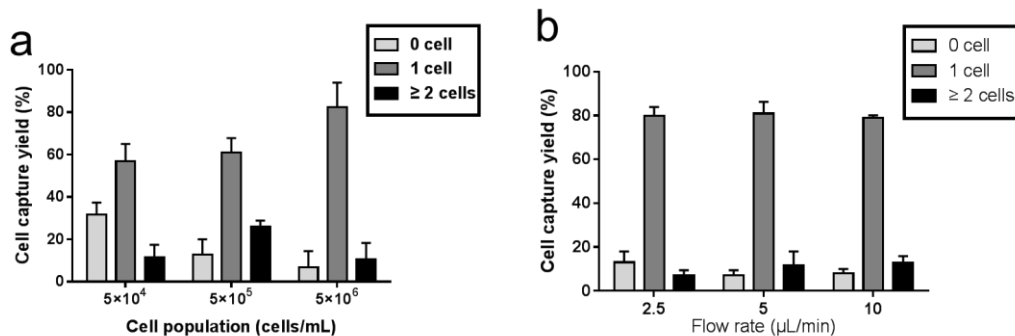 a
0 cell
1 cell
≥ 2 cells
Cell capture yield (%)
100
80
60
40
20
0
5×10⁴
5×10⁵
5×10⁶
Cell population (cells/mL)
b
0 cell
1 cell
≥ 2 cells
Cell capture yield (%)
100
80
60
40
20
0
2.5
5
10
Flow rate (µL/min)